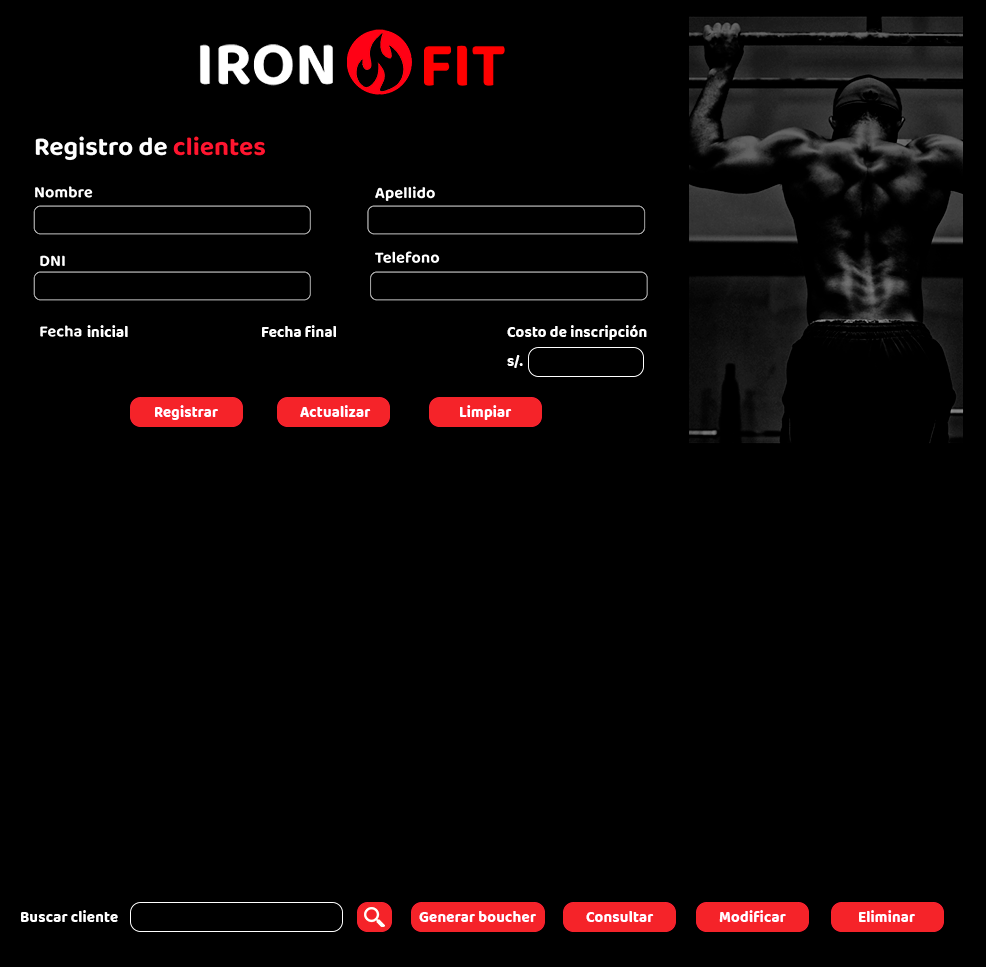 IRON FIT
Registro de clientes
Nombre
Apellido
DNI
Telefono
Fecha inicial
Fecha final
Costo de inscripción
s/.
Registrar
Actualizar
Limpiar
Buscar cliente
Generar boucher
Consultar
Modificar
Eliminar